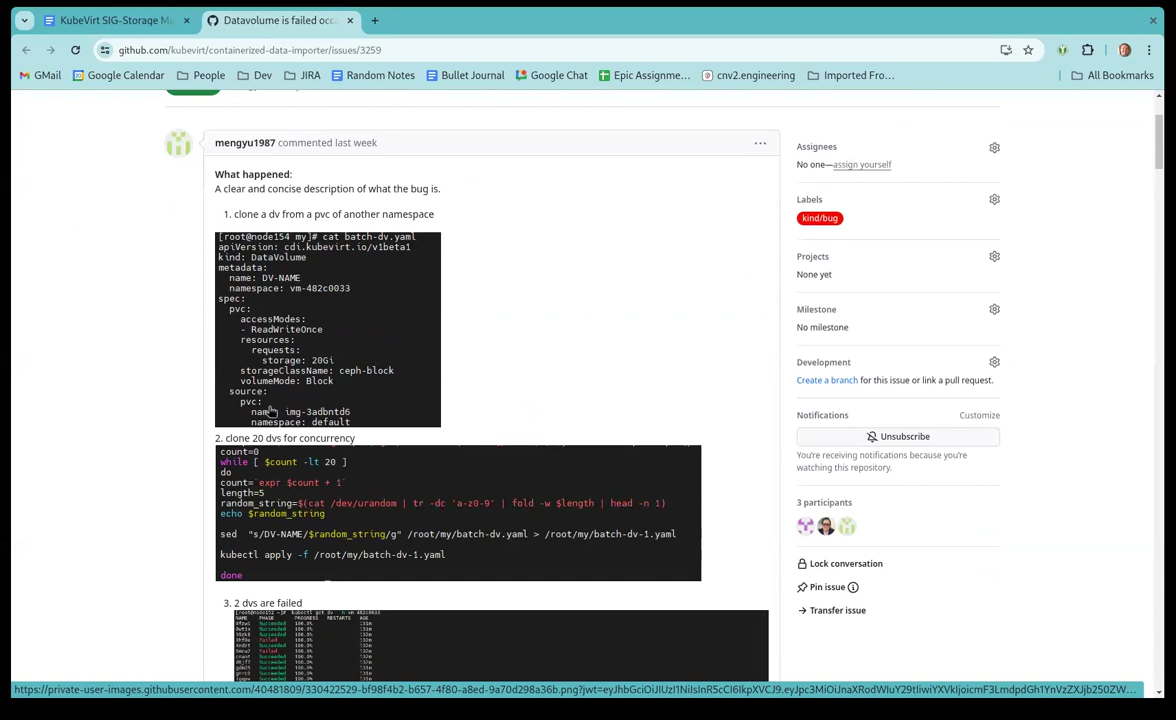 KubeVirt SIG-Storage M
Datavolume is failed occ
github.com/kubevirt/containerized-data-importer/issues/3259
GMail
Google Calendar
People
Dev
JIRA
Random Notes
Bullet Journal
Google Chat
Epic Assignme...
cnv2.engineering
Imported Fro...
All Bookmarks
mengyu1987 commented last week
What happened:
A clear and concise description of what the bug is.
1. clone a dv from a pvc of another namespace
[root@node154 my]# cat batch-dv.yaml
apiVersion: cdi.kubevirt.io/v1beta1
kind: DataVolume
metadata:
name: DV-NAME
namespace: vm-482c0033
spec:
pvc:
accessModes:
- ReadWriteOnce
resources:
requests:
storage: 20Gi
storageClassName: ceph-block
volumeMode: Block
source:
pvc:
name: img-3adbntd6
namespace: default
2. clone 20 dvs for concurrency
count=0
while [ $count -lt 20 ]
do
count=`expr $count + 1`
length=5
random_string=$(cat /dev/urandom | tr -dc 'a-z0-9' | fold -w $length | head -n 1)
echo $random_string
sed "s/DV-NAME/$random_string/g" /root/my/batch-dv.yaml > /root/my/batch-dv-1.yaml
kubectl apply -f /root/my/batch-dv-1.yaml
done
3. 2 dvs are failed
NAME PHASE PROGRESS RESTARTS AGE
Assignees
No one—assign yourself
Labels
kind/bug
Projects
None yet
Milestone
No milestone
Development
Create a branch for this issue or link a pull request.
Notifications
Customize
Unsubscribe
You're receiving notifications because you're
watching this repository.
3 participants
Lock conversation
Pin issue
Transfer issue